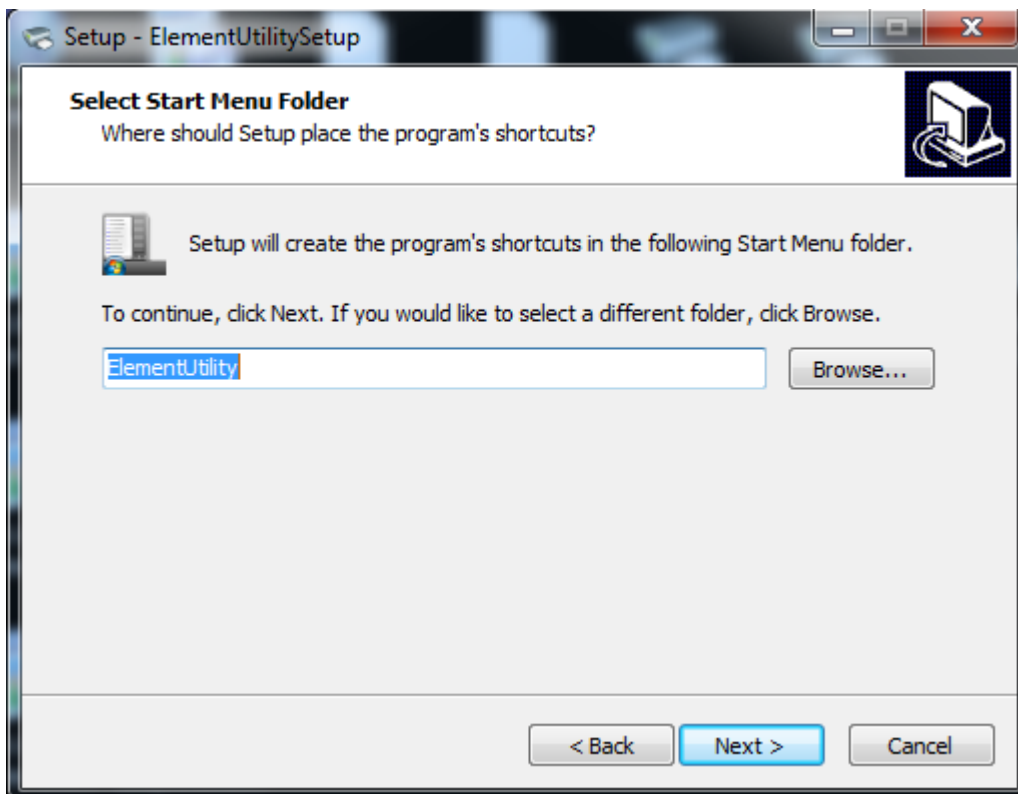 Setup - ElementUtilitySetup
Select Start Menu Folder
Where should Setup place the program's shortcuts?
Setup will create the program's shortcuts in the following Start Menu folder.
To continue, click Next. If you would like to select a different folder, click Browse.
ElementUtility
Browse...
< Back
Next >
Cancel